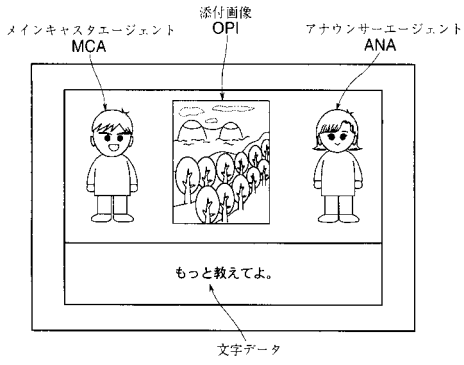 添付画像
OPI
メインキャスタエージェント
MCA
アナウンサーエージェント
ANA
もっと教えてよ。
文字データ